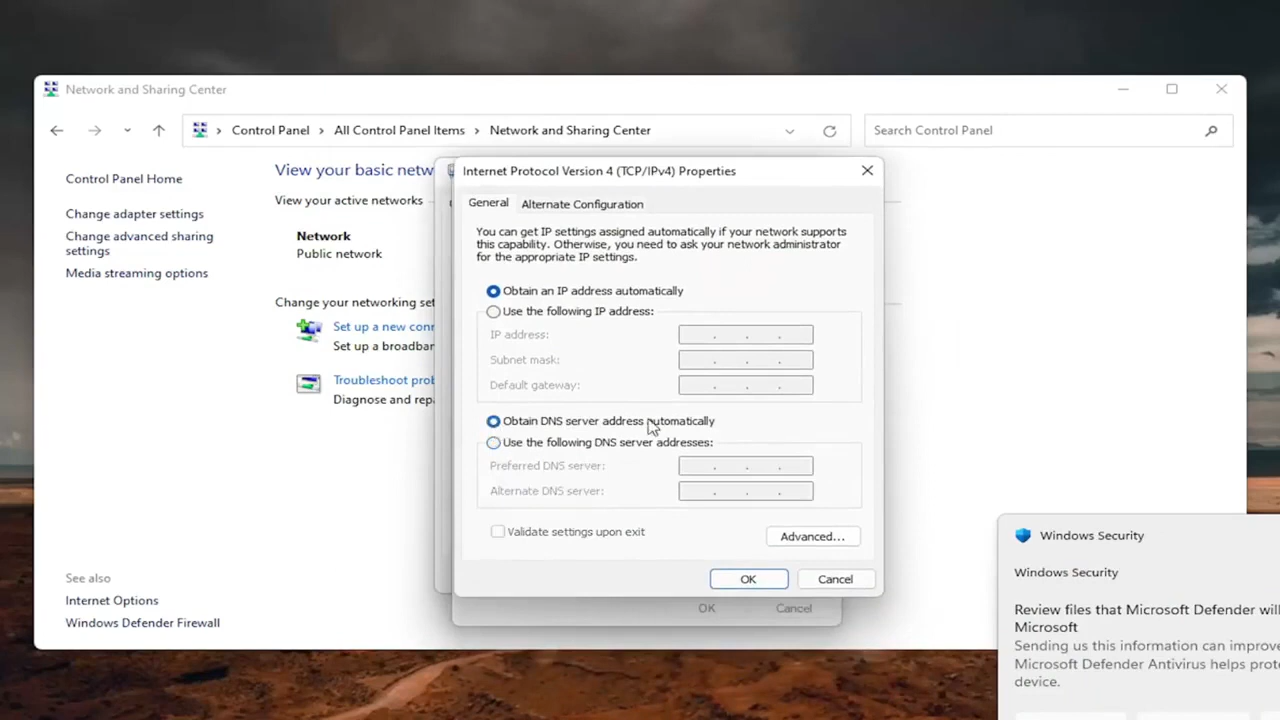 Network and Sharing Center
Control Panel > All Control Panel Items > Network and Sharing Center
Search Control Panel
Control Panel Home
Change adapter settings
Change advanced sharing
settings
Media streaming options
View your basic netw
View your active networks
Network
Public network
Change your networking set
Set up a new conn
Set up a broadbar
Troubleshoot prob
Diagnose and repa
See also
Internet Options
Windows Defender Firewall
Internet Protocol Version 4 (TCP/IPv4) Properties
General
Alternate Configuration
You can get IP settings assigned automatically if your network supports
this capability. Otherwise, you need to ask your network administrator
for the appropriate IP settings.
Obtain an IP address automatically
Use the following IP address:
IP address:
Subnet mask:
Default gateway:
Obtain DNS server address automatically
Use the following DNS server addresses:
Preferred DNS server:
Alternate DNS server:
Validate settings upon exit
Advanced...
OK
Cancel
OK
Cancel
Windows Security
Windows Security
Review files that Microsoft Defender will
Microsoft
Sending us this information can improve
Microsoft Defender Antivirus helps prote
device.